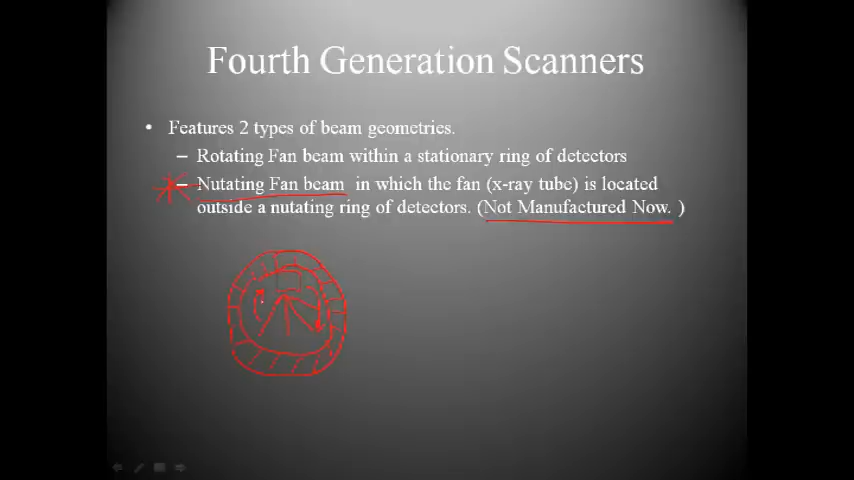 Fourth Generation Scanners
• Features 2 types of beam geometries.
– Rotating Fan beam within a stationary ring of detectors
– Nutating Fan beam in which the fan (x-ray tube) is located
outside a nutating ring of detectors. (Not Manufactured Now. )